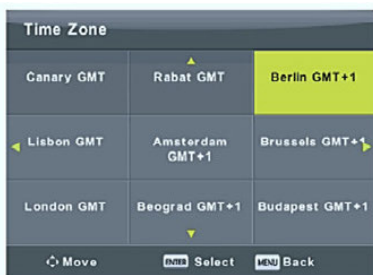 Time Zone
Canary GMT Rabat GMT Berlin GMT+1
Lisbon GMT Amsterdam GMT+1 Brussels GMT+1
London GMT Beograd GMT+1 Budapest GMT+1
Move ENTER Select MENU Back